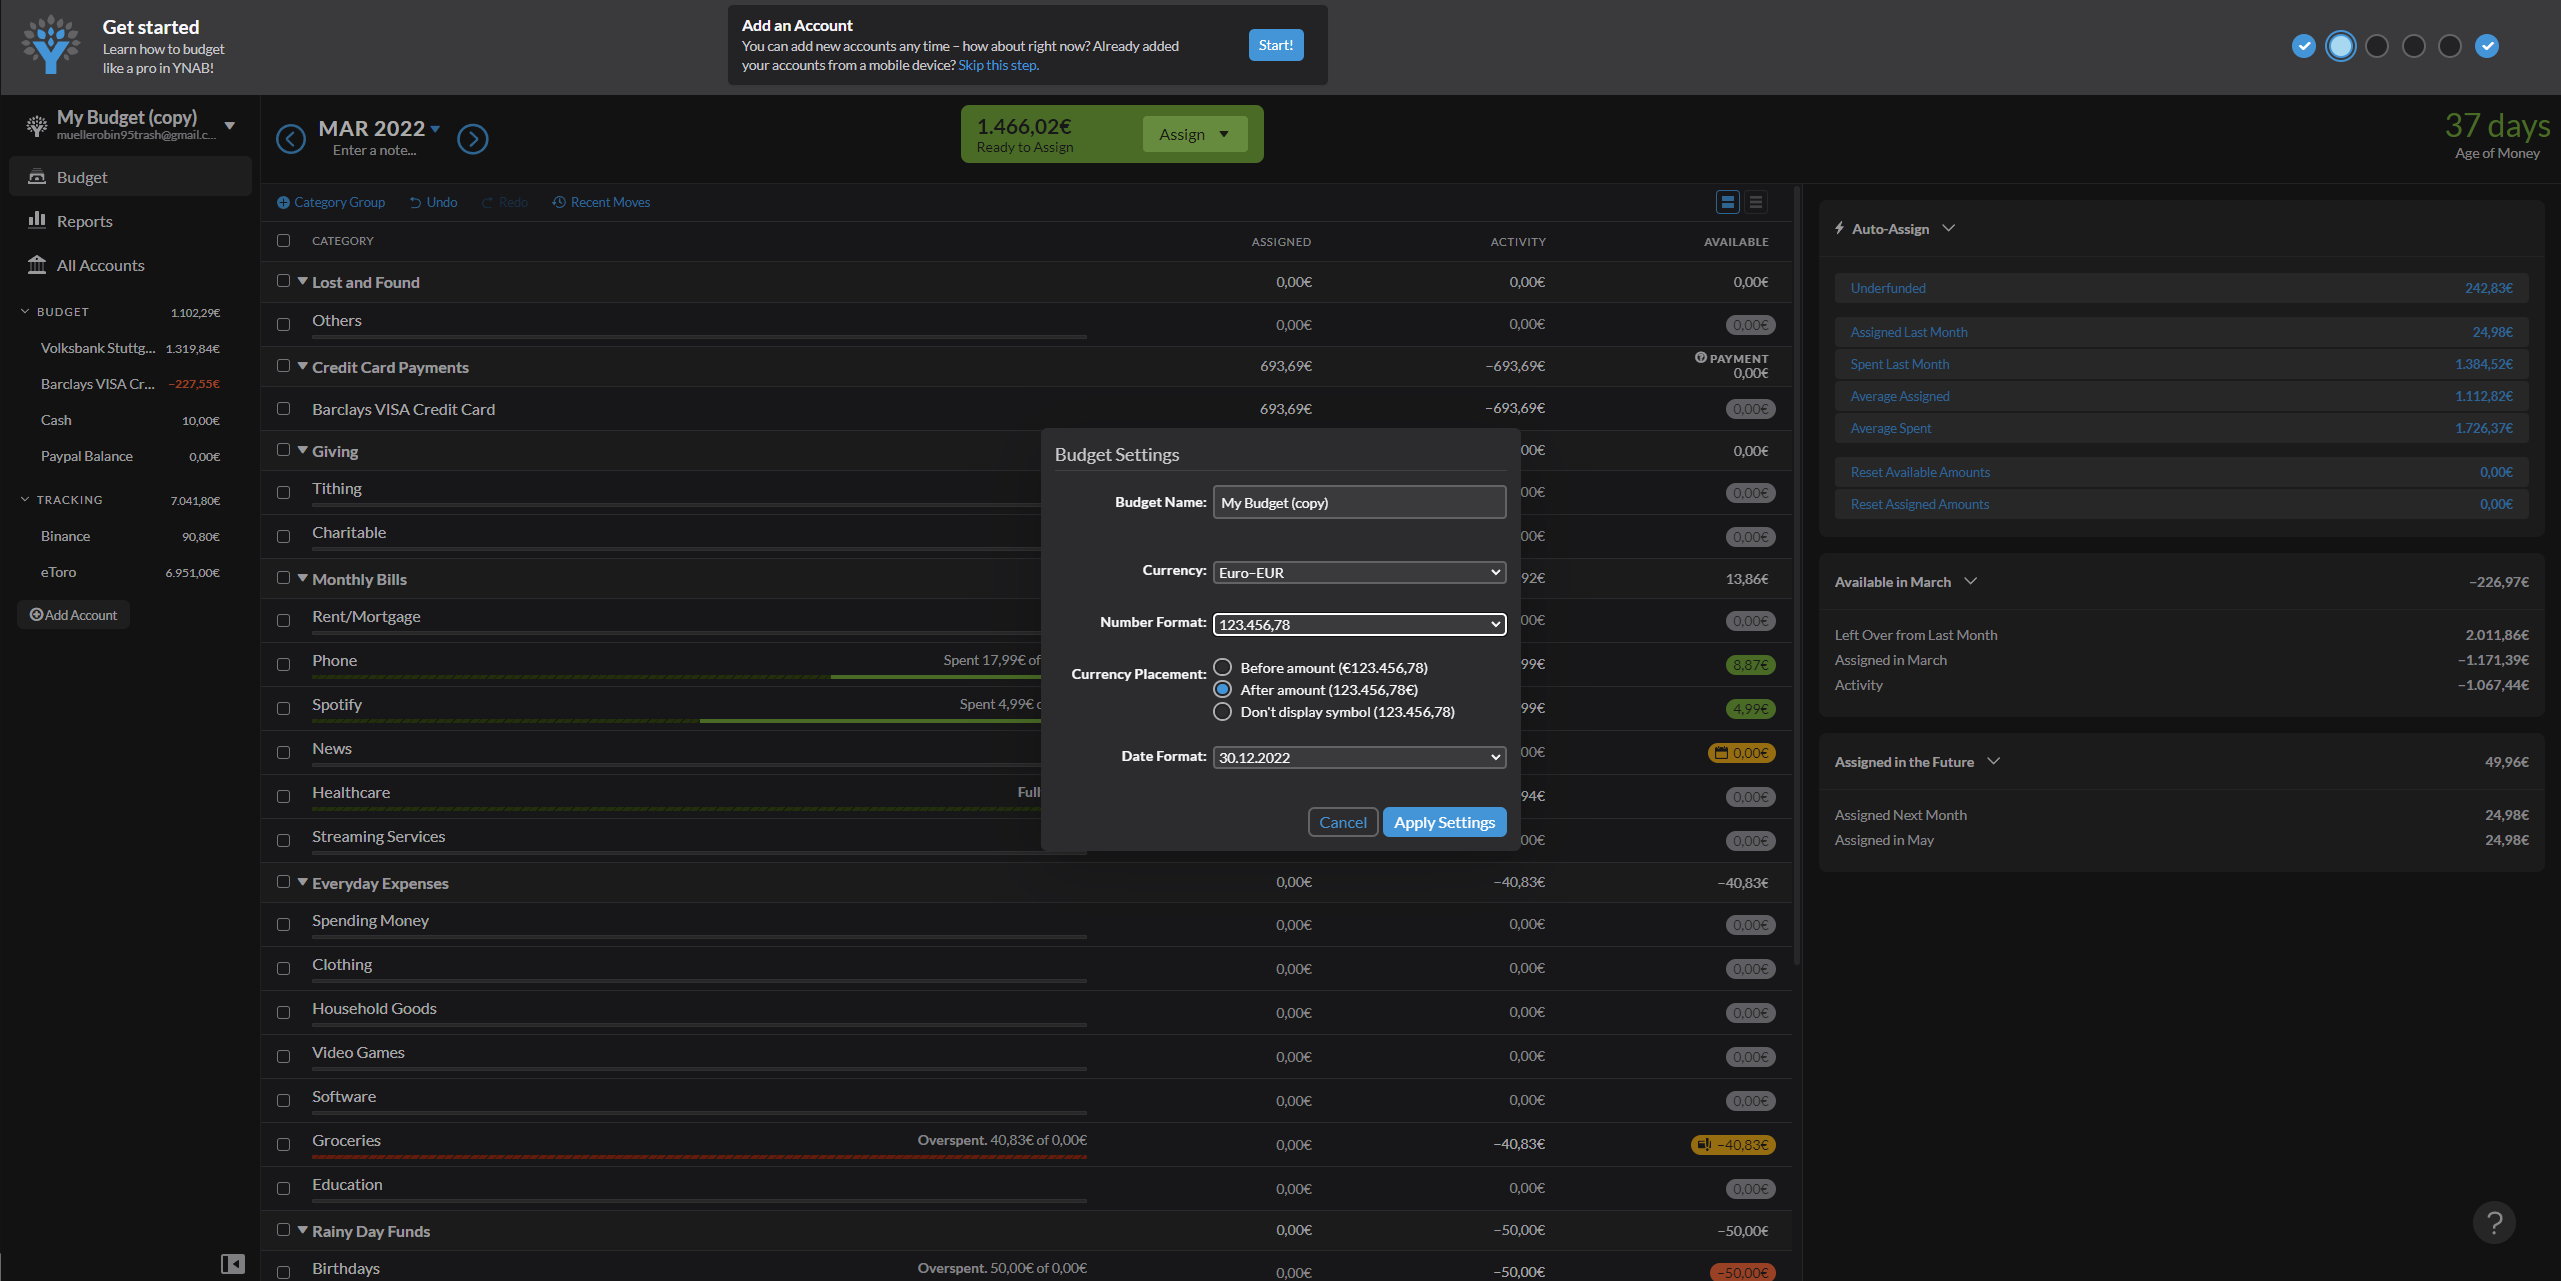 Get started
Learn how to budget
like a pro in YNAB!
Add an Account
You can add new accounts any time – how about right now? Already added
your accounts from a mobile device? Skip this step.
Start!
My Budget (copy)
muellerobin95trash@gmail.c...
Budget
Reports
All Accounts
BUDGET 1.102,29€
Volksbank Stuttg... 1.319,84€
Barclays VISA Cr... −227,55€
Cash 10,00€
Paypal Balance 0,00€
TRACKING 7.041,80€
Binance 90,80€
eToro 6.951,00€
Add Account
MAR 2022
Enter a note...
1.466,02€
Ready to Assign
Assign
37 days
Age of Money
Category Group Undo Redo Recent Moves
CATEGORY ASSIGNED ACTIVITY AVAILABLE
Lost and Found 0,00€ 0,00€ 0,00€
Others 0,00€ 0,00€ 0,00€
Credit Card Payments 693,69€ −693,69€ PAYMENT 0,00€
Barclays VISA Credit Card 693,69€ −693,69€ 0,00€
Giving 00€ 0,00€
Tithing 00€ 0,00€
Charitable 00€ 0,00€
Monthly Bills 92€ 13,86€
Rent/Mortgage 00€ 0,00€
Phone Spent 17,99€ of 99€ 8,87€
Spotify Spent 4,99€ 99€ 4,99€
News 00€ 0,00€
Healthcare Full 94€ 0,00€
Streaming Services 00€ 0,00€
Everyday Expenses 0,00€ −40,83€ −40,83€
Spending Money 0,00€ 0,00€ 0,00€
Clothing 0,00€ 0,00€ 0,00€
Household Goods 0,00€ 0,00€ 0,00€
Video Games 0,00€ 0,00€ 0,00€
Software 0,00€ 0,00€ 0,00€
Groceries Overspent. 40,83€ of 0,00€ 0,00€ −40,83€ −40,83€
Education 0,00€ 0,00€ 0,00€
Rainy Day Funds 0,00€ −50,00€ −50,00€
Birthdays Overspent. 50,00€ of 0,00€ 0,00€ −50,00€ −50,00€
Budget Settings
Budget Name: My Budget (copy)
Currency: Euro–EUR
Number Format: 123.456,78
Currency Placement: Before amount (€123.456,78)
After amount (123.456,78€)
Don't display symbol (123.456,78)
Date Format: 30.12.2022
Cancel Apply Settings
Auto-Assign
Underfunded 242,83€
Assigned Last Month 24,98€
Spent Last Month 1.384,52€
Average Assigned 1.112,82€
Average Spent 1.726,37€
Reset Available Amounts 0,00€
Reset Assigned Amounts 0,00€
Available in March −226,97€
Left Over from Last Month 2.011,86€
Assigned in March −1.171,39€
Activity −1.067,44€
Assigned in the Future 49,96€
Assigned Next Month 24,98€
Assigned in May 24,98€
?